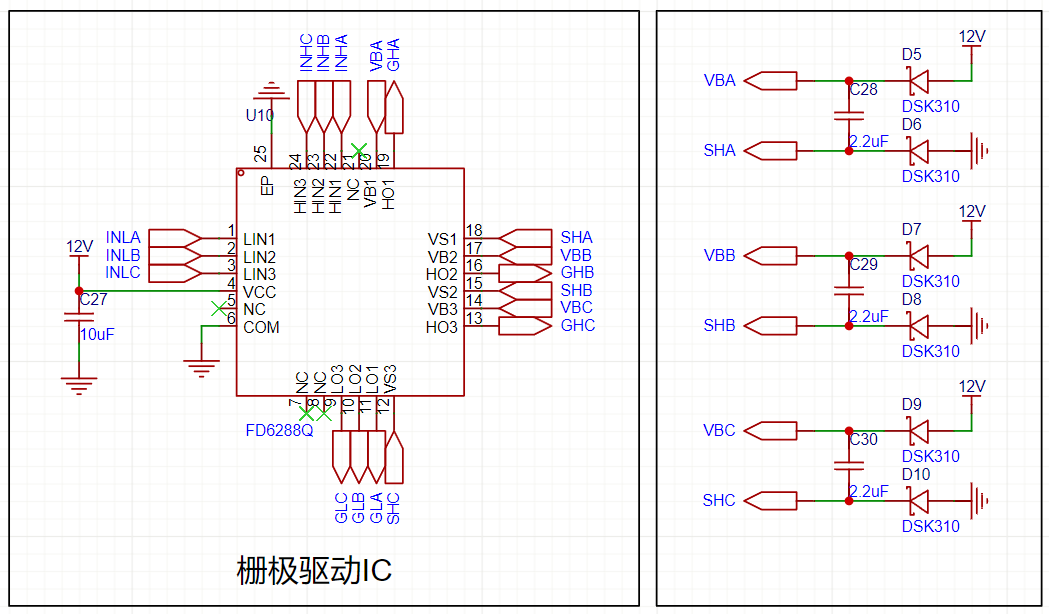 INHC
INHB
INHA
VBA
GHA
U10
25
24
23
22
21
20
19
EP
HIN3
HIN2
HIN1
NC
VB1
HO1
INLA
1
LIN1
INLB
2
LIN2
INLC
3
LIN3
12V
4
VCC
C27
5
NC
10uF
6
COM
VS1
18
SHA
VB2
17
VBB
HO2
16
GHB
VS2
15
SHB
VB3
14
VBC
HO3
13
GHC
NC
NC
LO3
LO2
LO1
VS3
7
8
9
10
11
12
FD6288Q
GLC
GLB
GLA
SHC
栅极驱动IC
12V
D5
VBA
C28
DSK310
D6
2.2uF
SHA
DSK310
12V
D7
VBB
C29
DSK310
D8
2.2uF
SHB
DSK310
12V
D9
VBC
C30
DSK310
D10
2.2uF
SHC
DSK310